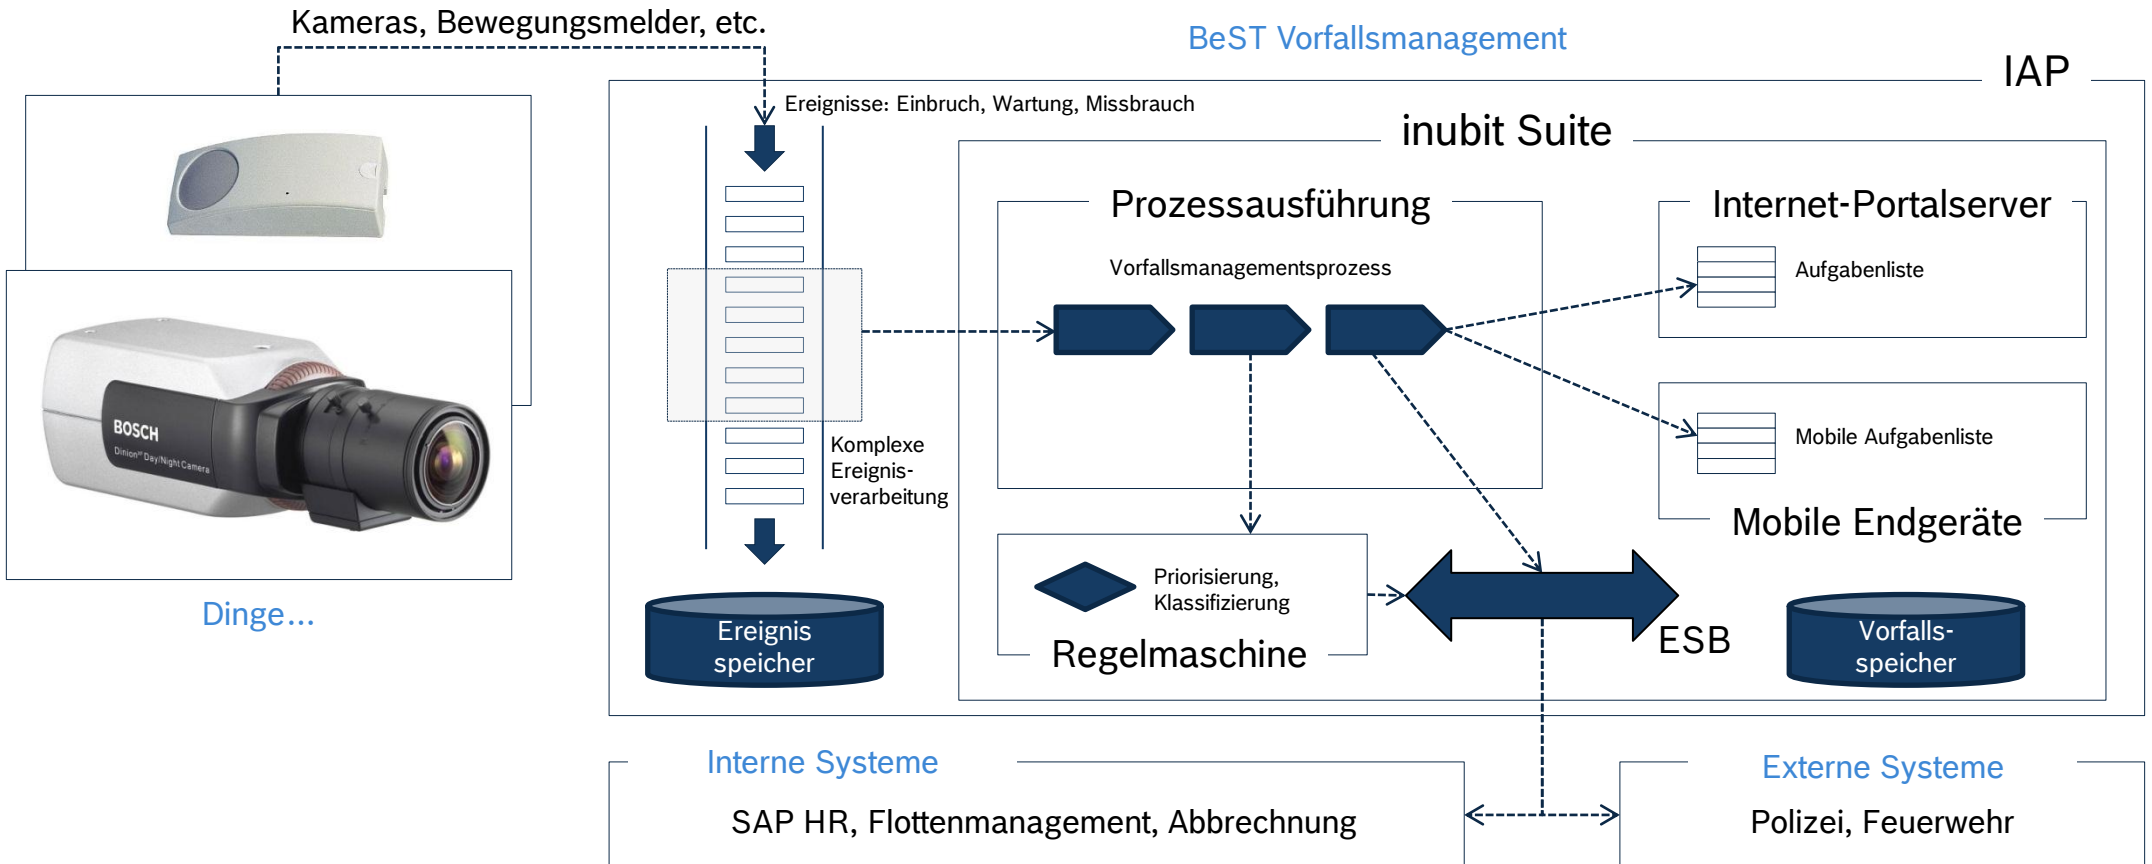 Kameras, Bewegungsmelder, etc.
BeST Vorfallsmanagement
IAP
Ereignisse: Einbruch, Wartung, Missbrauch
inubit Suite
Prozessausführung
Internet-Portalserver
Vorfallsmanagementsprozess
Aufgabenliste
BOSCH
Dinion XF Day/Night Camera
Komplexe
Ereignis-
verarbeitung
Mobile Aufgabenliste
Mobile Endgeräte
Priorisierung,
Klassifizierung
Regelmaschine
ESB
Dinge...
Ereignis
speicher
Vorfalls-
speicher
Interne Systeme
SAP HR, Flottenmanagement, Abbrechnung
Externe Systeme
Polizei, Feuerwehr